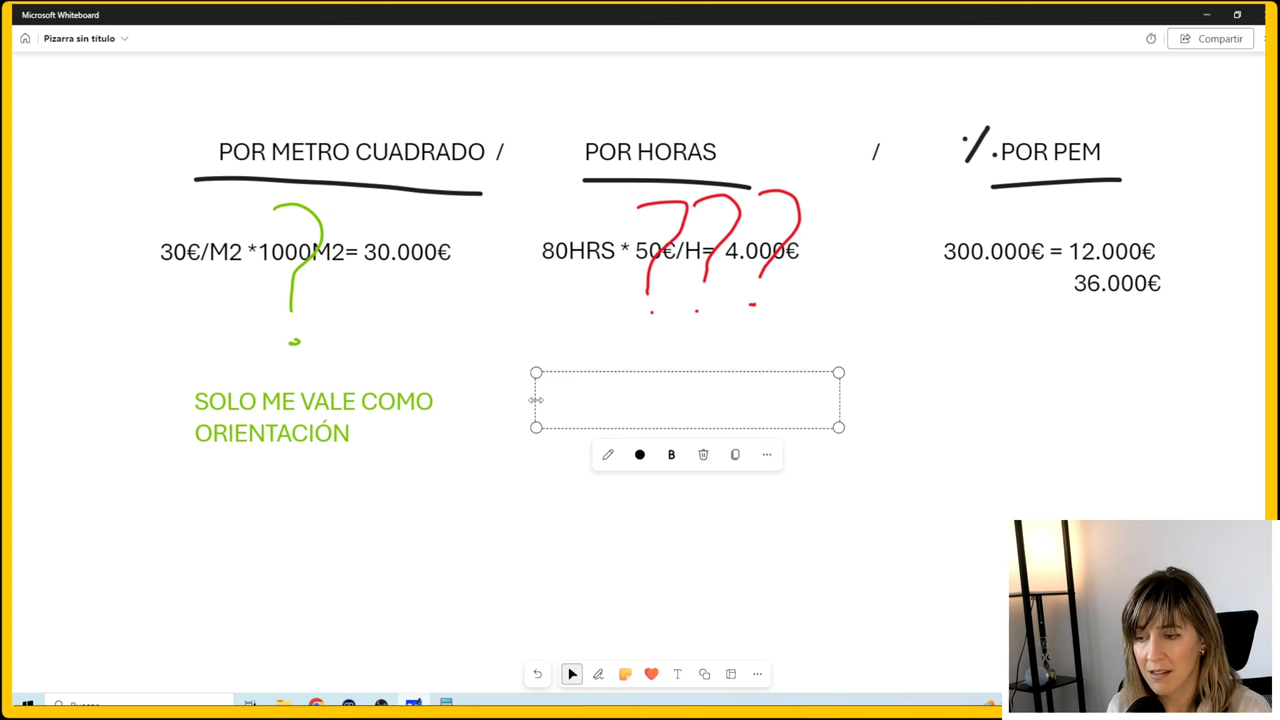 Microsoft Whiteboard
Pizarra sin título
Compartir
POR METRO CUADRADO /
POR HORAS
/
%. POR PEM
30€/M2 *1000M2= 30.000€
?
80HRS * 50€/H= 4.000€
???
300.000€ = 12.000€
36.000€
SOLO ME VALE COMO
ORIENTACIÓN
B
T